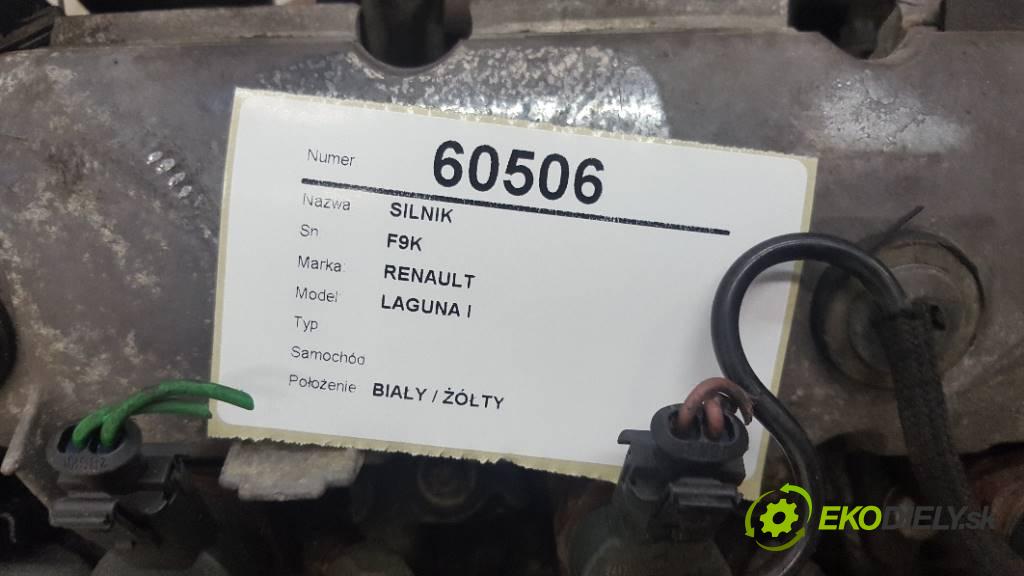 Numer 60506
Nazwa SILNIK
Sn F9K
Marka: RENAULT
Model: LAGUNA I
Typ
Samochód
Położenie BIAŁY / ŻÓŁTY
EKODIELY.sk